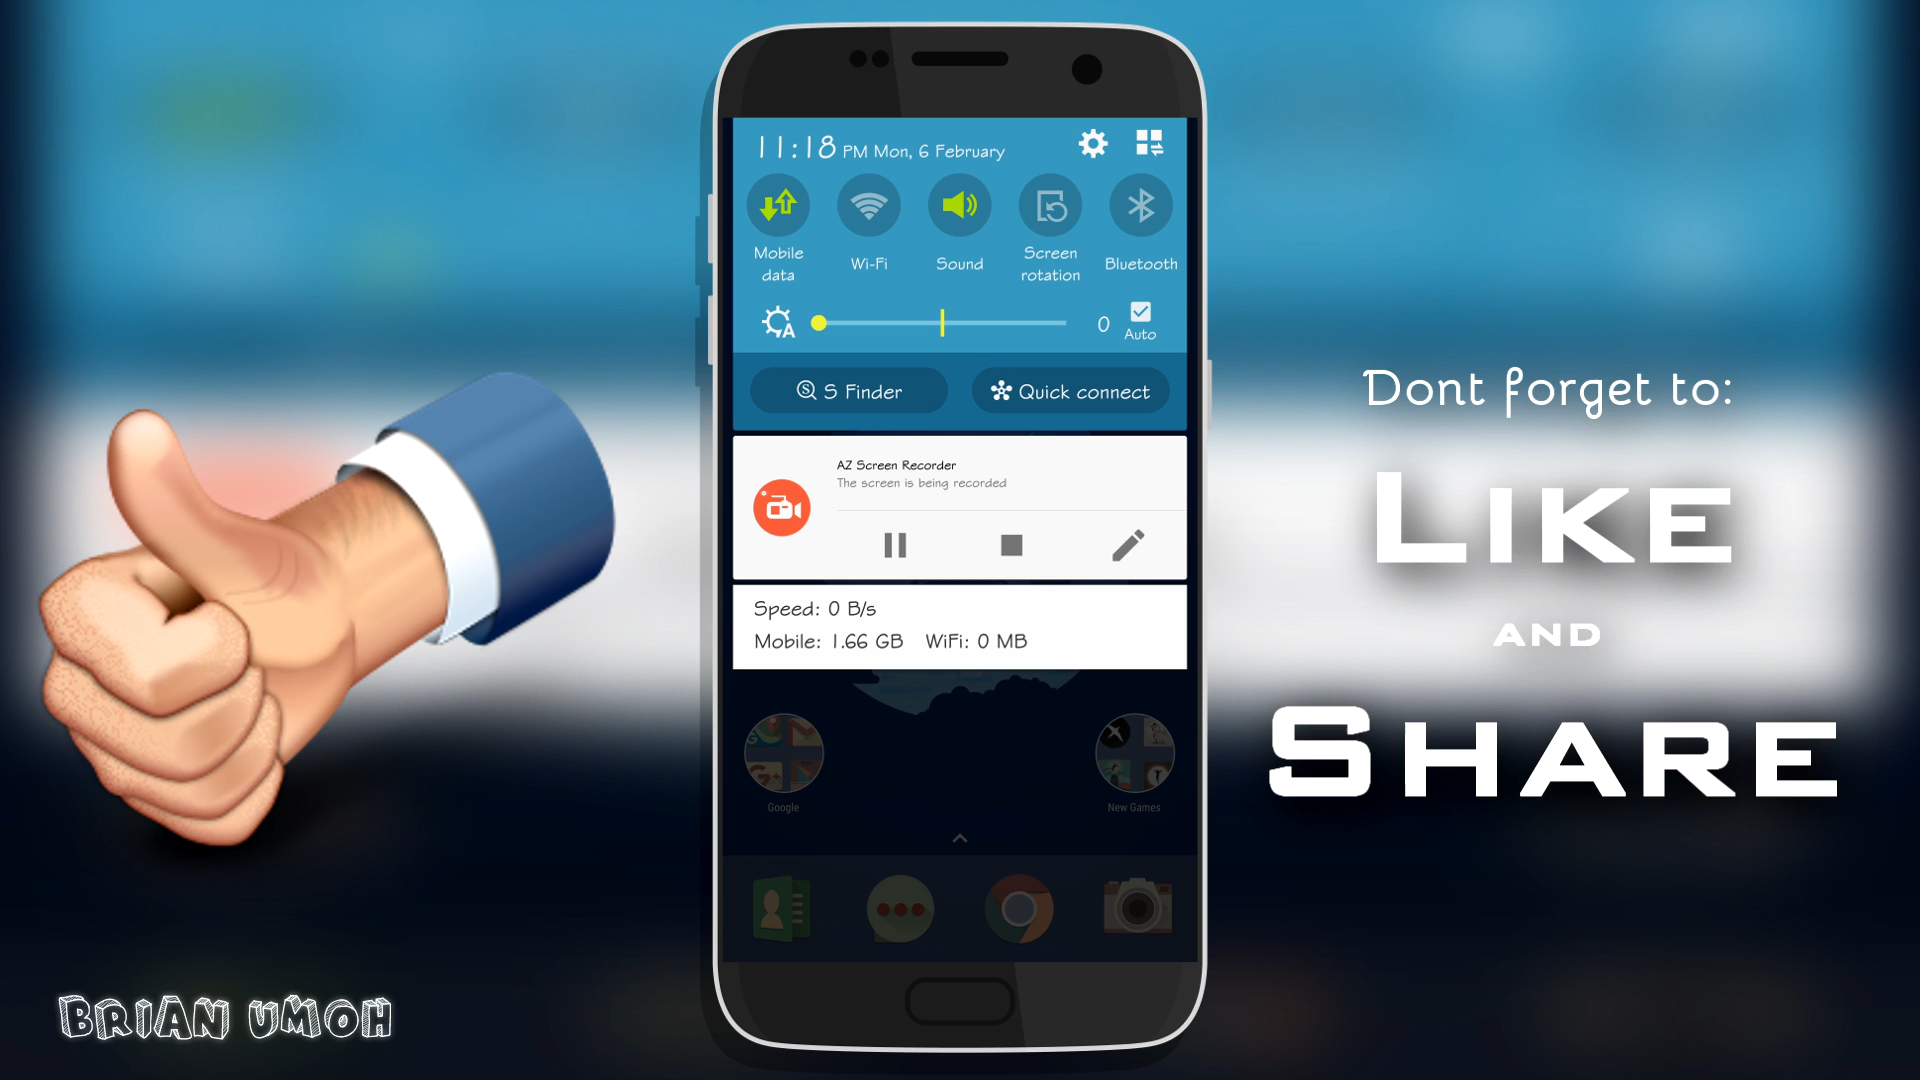 11:18 PM Mon, 6 February
Mobile data
Wi-Fi
Sound
Screen rotation
Bluetooth
A
0
Auto
S Finder
Quick connect
AZ Screen Recorder
The screen is being recorded
Speed: 0 B/s
Mobile: 1.66 GB WiFi: 0 MB
Google
New Games
Dont forget to:
LIKE
AND
SHARE
BRIAN UMOH